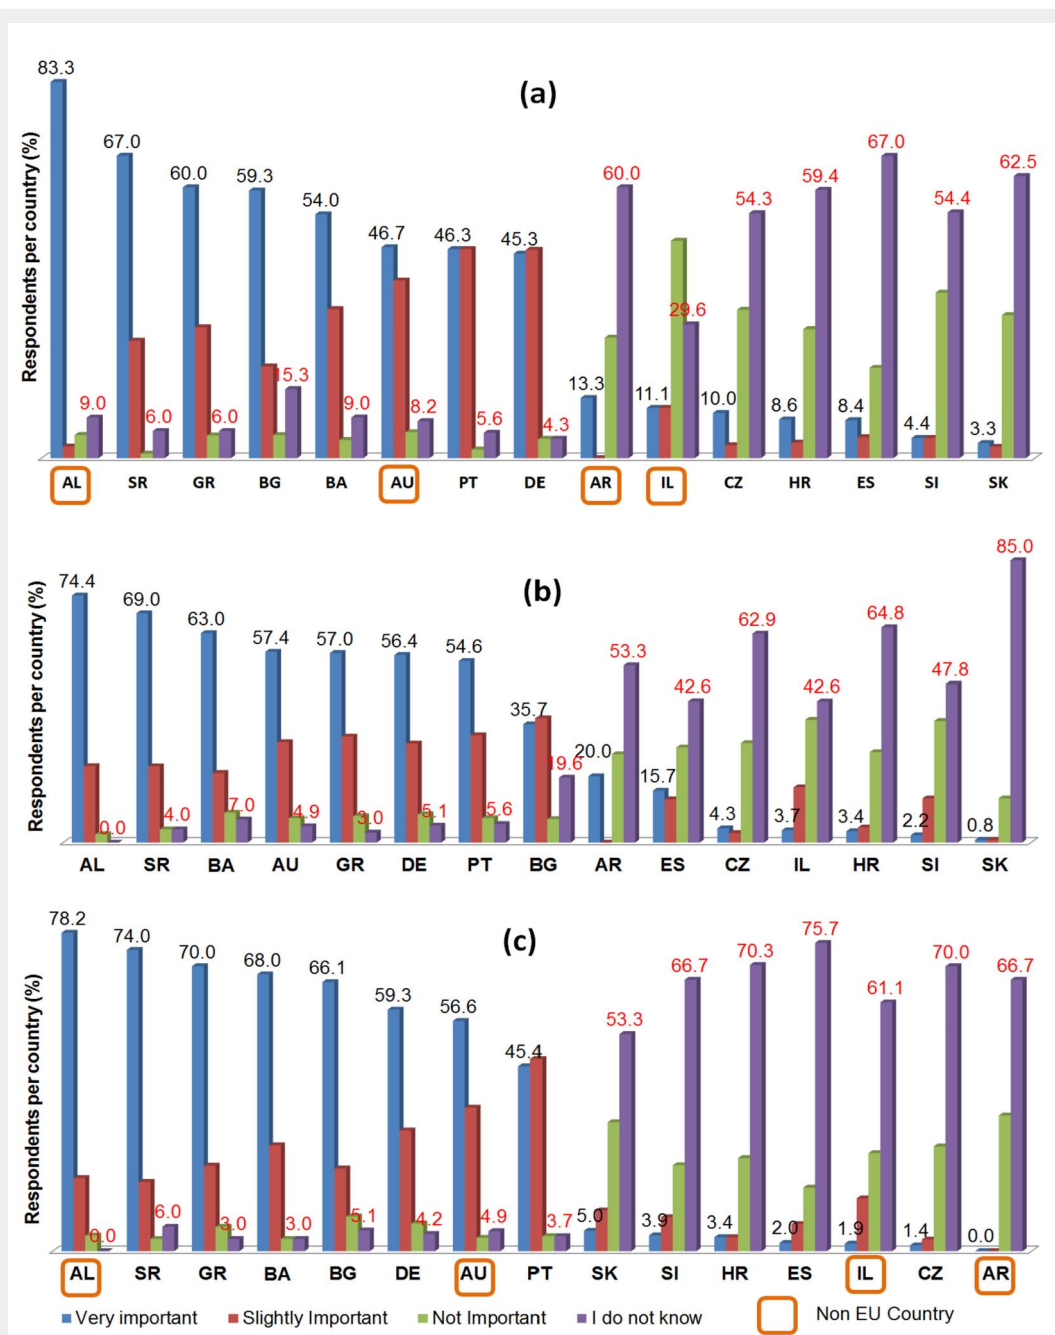 (a)
Respondents per country (%)
83.3 67.0 60.0 59.3 54.0 46.7 46.3 45.3 13.3 11.1 10.0 8.6 8.4 4.4 3.3
9.0 6.0 6.0 15.3 9.0 8.2 5.6 4.3 60.0 29.6 54.3 59.4 67.0 54.4 62.5
AL SR GR BG BA AU PT DE AR IL CZ HR ES SI SK
(b)
Respondents per country (%)
74.4 69.0 63.0 57.4 57.0 56.4 54.6 35.7 20.0 15.7 4.3 3.7 3.4 2.2 0.8
0.0 4.0 7.0 4.9 3.0 5.1 5.6 19.6 53.3 42.6 62.9 42.6 64.8 47.8 85.0
AL SR BA AU GR DE PT BG AR ES CZ IL HR SI SK
(c)
Respondents per country (%)
78.2 74.0 70.0 68.0 66.1 59.3 56.6 45.4 5.0 3.9 3.4 2.0 1.9 1.4 0.0
0.0 6.0 3.0 3.0 5.1 4.2 4.9 3.7 53.3 66.7 70.3 75.7 61.1 70.0 66.7
AL SR GR BA BG DE AU PT SK SI HR ES IL CZ AR
Very important Slightly Important Not Important I do not know Non EU Country